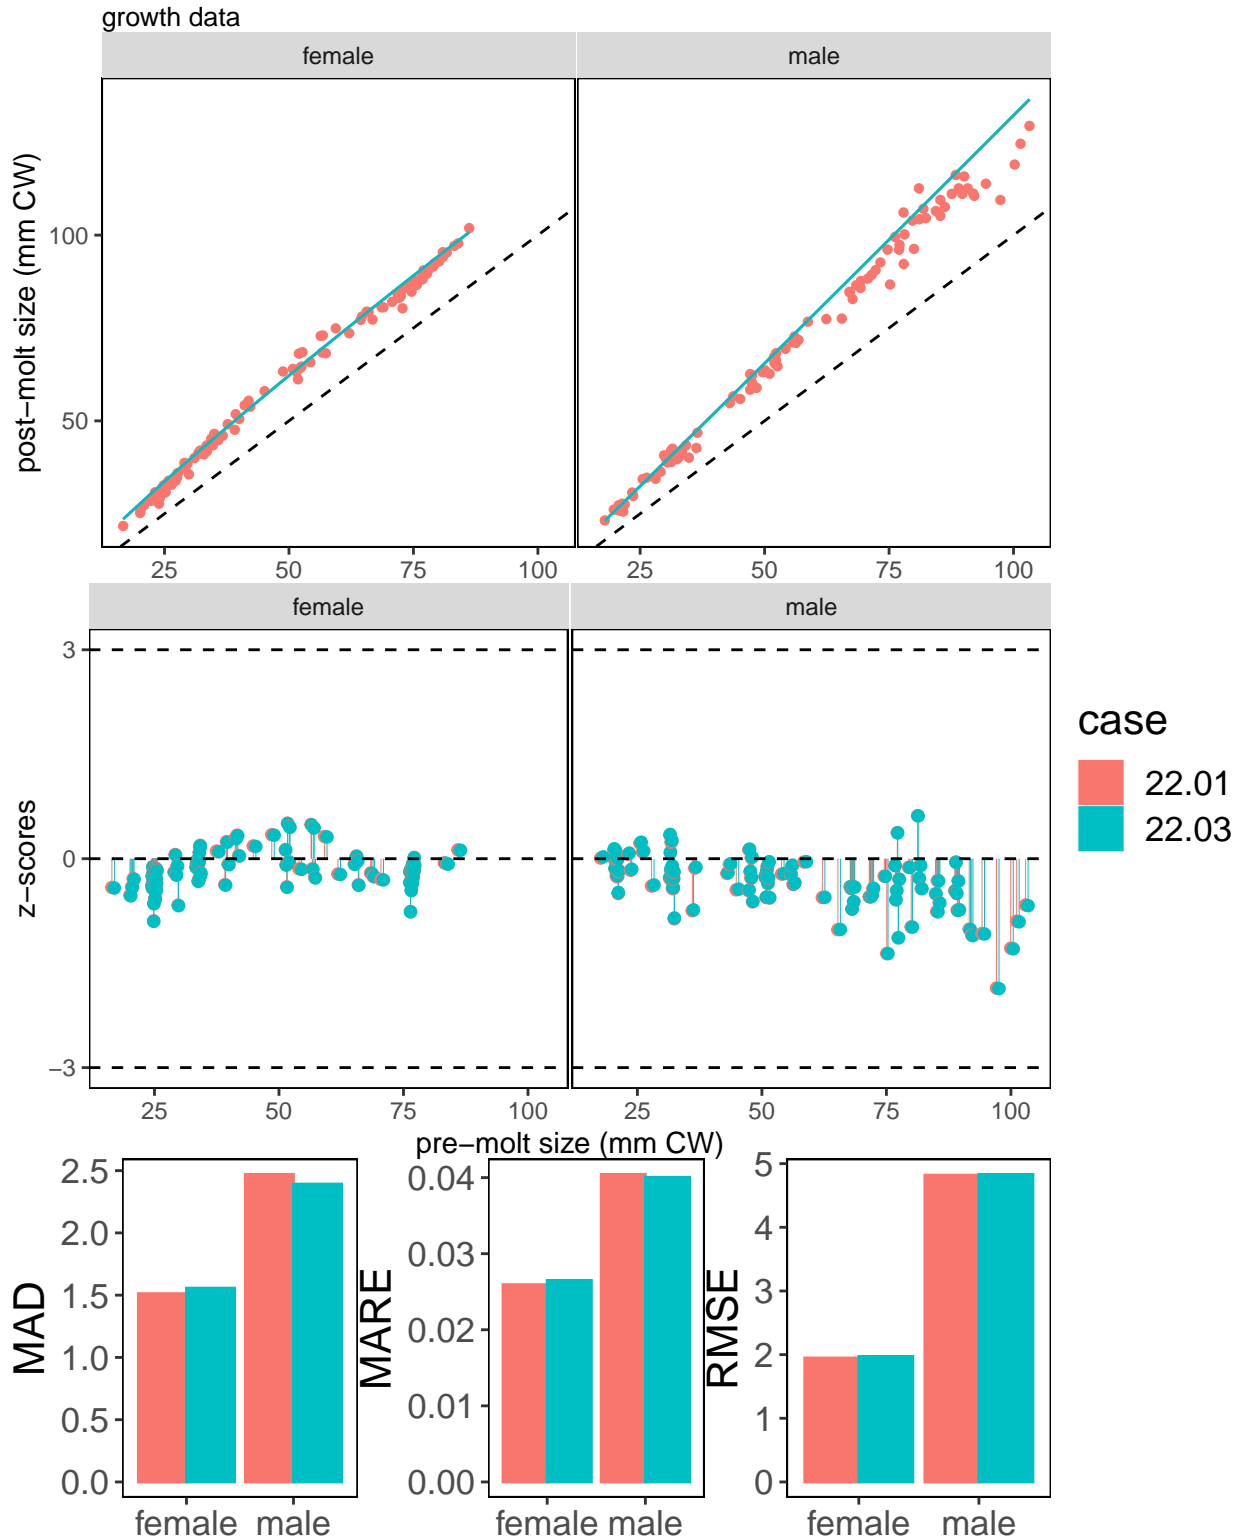 growth data
female male
post−molt size (mm CW)
100
50
25 50 75 100 25 50 75 100
female male
z−scores
3
0
−3
25 50 75 100 25 50 75 100
pre−molt size (mm CW)
case
22.01
22.03
MAD
2.5
2.0
1.5
1.0
0.5
0.0
female male
MARE
0.04
0.03
0.02
0.01
0.00
female male
RMSE
5
4
3
2
1
0
female male